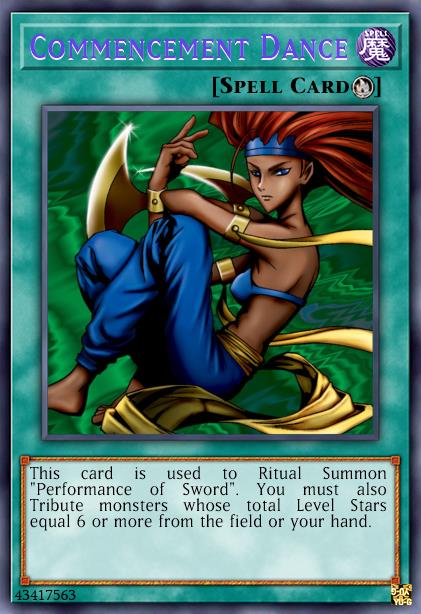 COMMENCEMENT DANCE
SPELL
魔
[SPELL CARD]
This card is used to Ritual Summon
"Performance of Sword". You must also
Tribute monsters whose total Level Stars
equal 6 or more from the field or your hand.
43417563